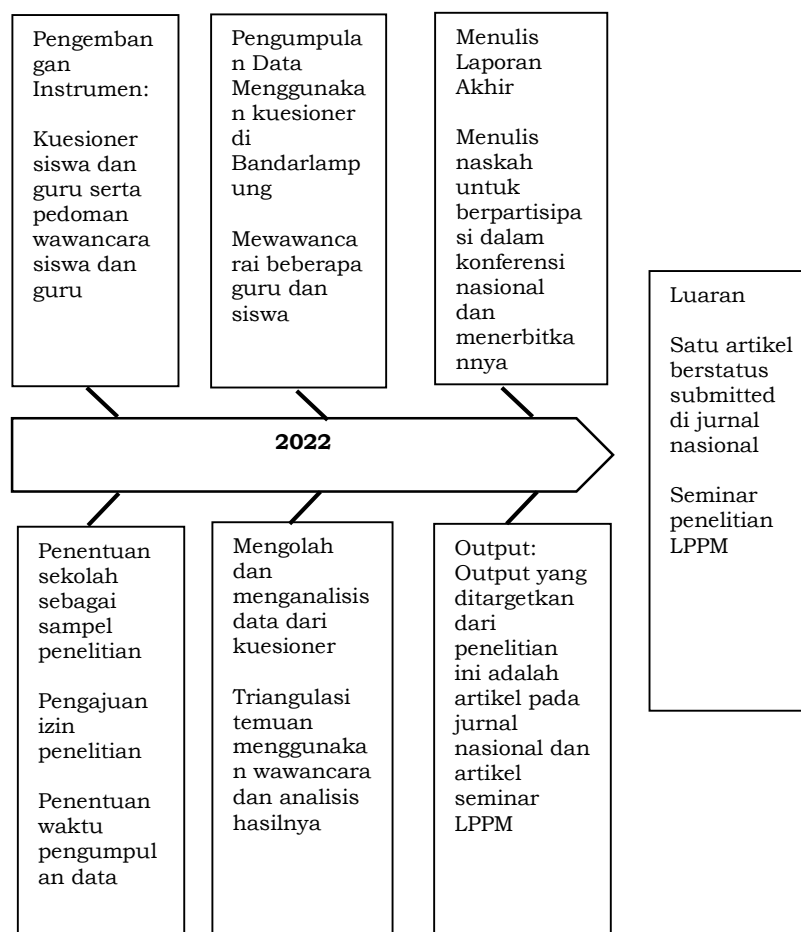 Pengemban
gan
Instrumen:
Kuesioner
siswa dan
guru serta
pedoman
wawancara
siswa dan
guru
Pengumpula
n Data
Menggunaka
n kuesioner
di
Bandarlamp
ung
Mewawanca
rai beberapa
guru dan
siswa
Menulis
Laporan
Akhir
Menulis
naskah
untuk
berpartisipa
si dalam
konferensi
nasional
dan
menerbitka
nnya
Luaran
Satu artikel
berstatus
submitted
di jurnal
nasional
Seminar
penelitian
LPPM
2022
Penentuan
sekolah
sebagai
sampel
penelitian
Pengajuan
izin
penelitian
Penentuan
waktu
pengumpul
an data
Mengolah
dan
menganalisis
data dari
kuesioner
Triangulasi
temuan
menggunaka
n wawancara
dan analisis
hasilnya
Output:
Output yang
ditargetkan
dari
penelitian
ini adalah
artikel pada
jurnal
nasional dan
artikel
seminar
LPPM